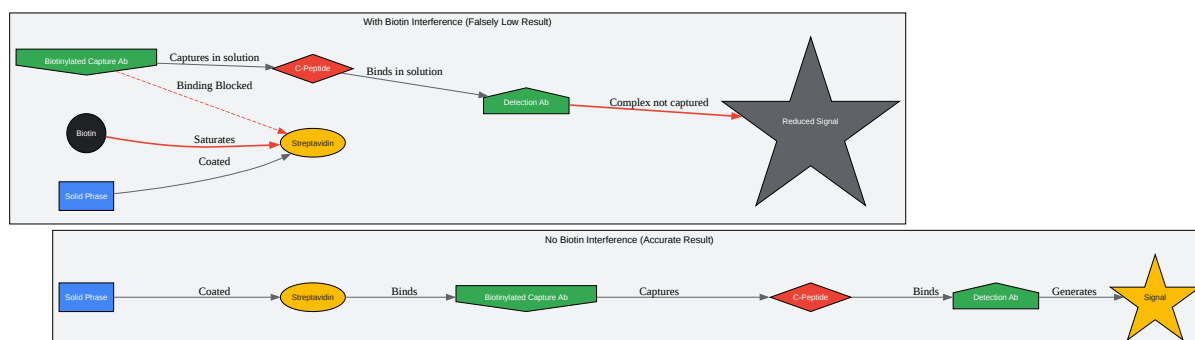 With Biotin Interference (Falsely Low Result)
Biotinylated Capture Ab
Captures in solution
C-Peptide
Binds in solution
Binding Blocked
Detection Ab
Complex not captured
Reduced Signal
Biotin
Saturates
Streptavidin
Coated
Solid Phase
No Biotin Interference (Accurate Result)
Solid Phase
Coated
Streptavidin
Binds
Biotinylated Capture Ab
Captures
C-Peptide
Binds
Detection Ab
Generates
Signal